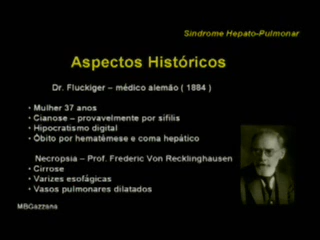 Síndrome Hepato-Pulmonar
Aspectos Históricos
Dr. Fluckiger – médico alemão ( 1884 )
• Mulher 37 anos
• Cianose – provavelmente por sífilis
• Hipocratismo digital
• Óbito por hematêmese e coma hepático
Necropsia – Prof. Frederic Von Recklinghausen
• Cirrose
• Varizes esofágicas
• Vasos pulmonares dilatados
MBGazzana